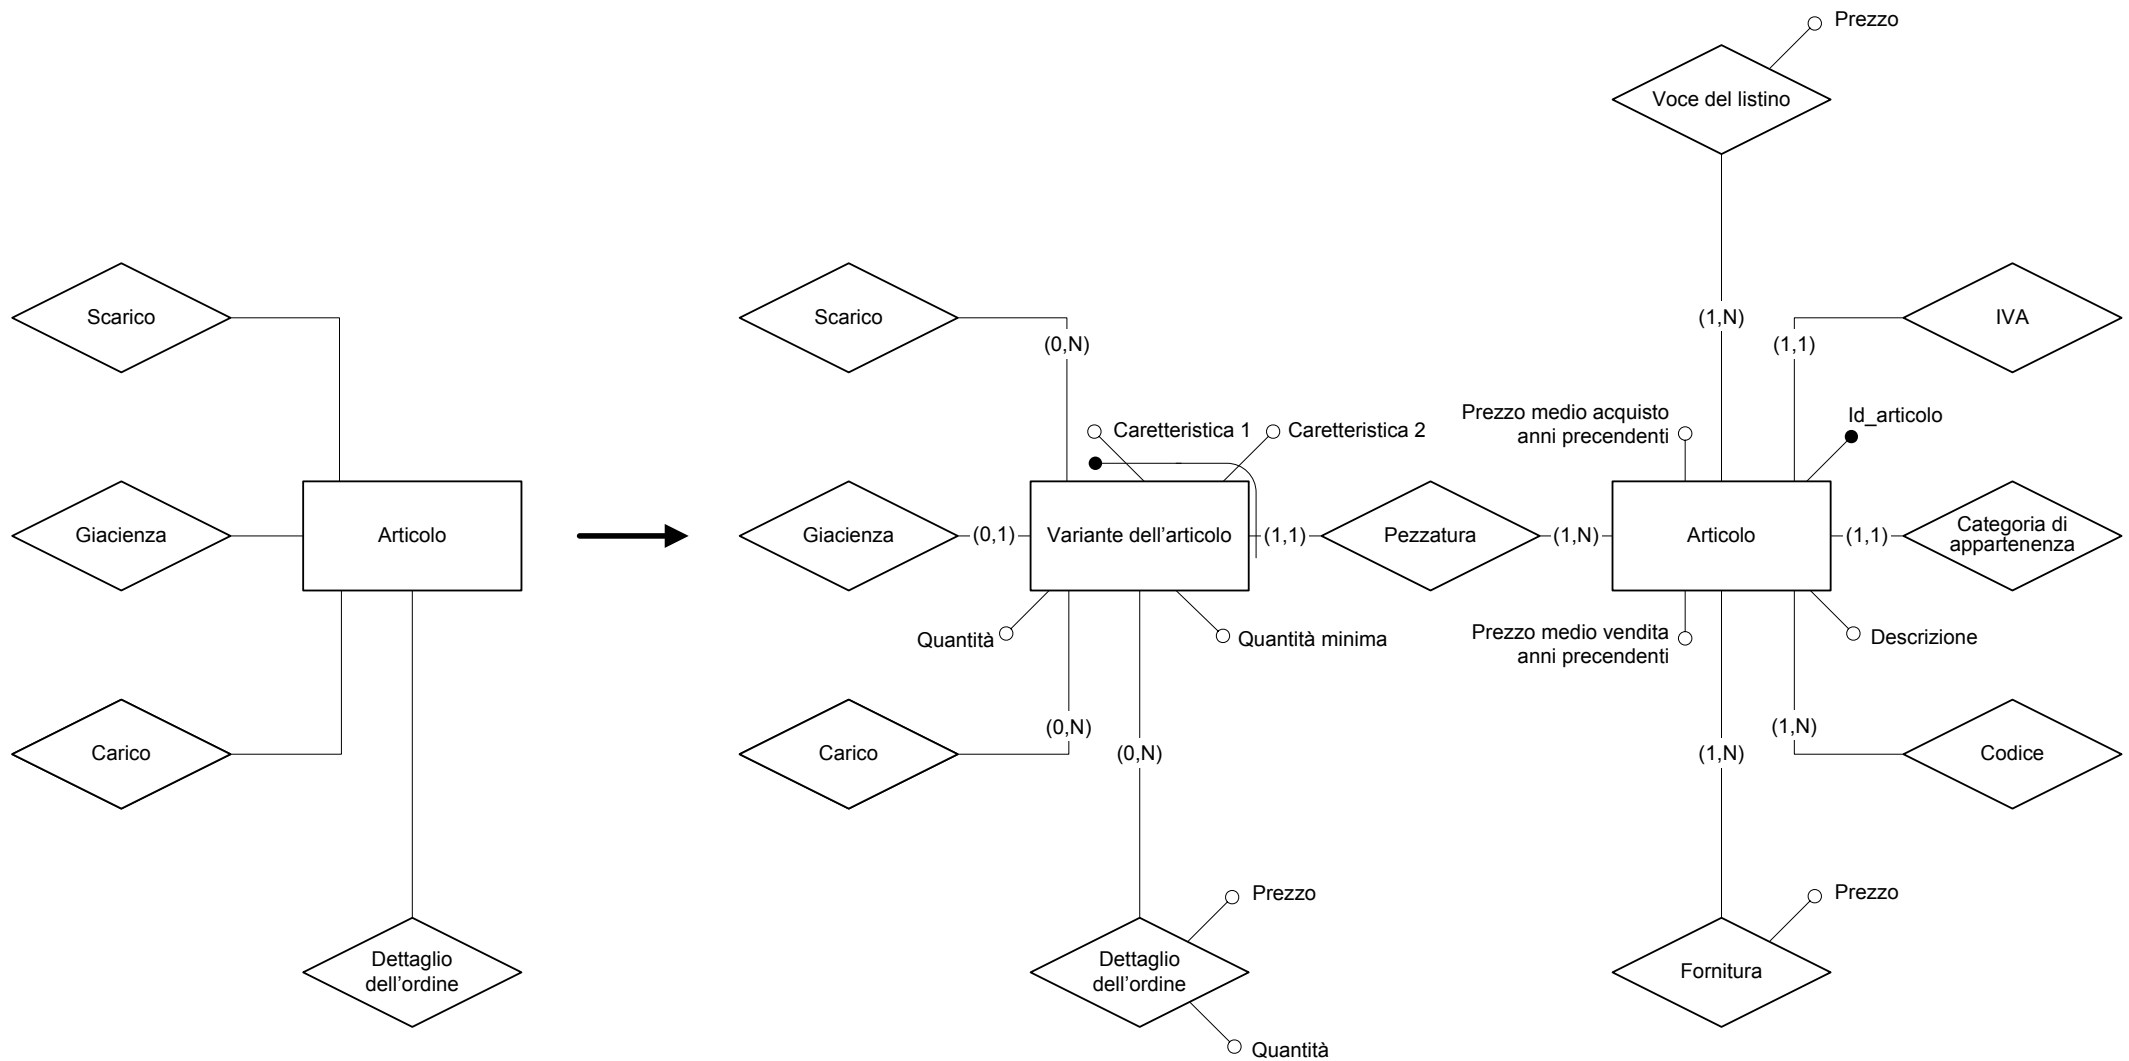 Prezzo
Voce del listino
Scarico
Scarico
(1,N)
IVA
(0,N)
(1,1)
Caretteristica 1
Caretteristica 2
Prezzo medio acquisto
anni precendenti
Id_articolo
Giacienza
Articolo
Giacienza
(0,1)
Variante dell'articolo
(1,1)
Pezzatura
(1,N)
Articolo
(1,1)
Categoria di
appartenenza
Quantità
Quantità minima
Prezzo medio vendita
anni precendenti
Descrizione
Carico
Carico
(0,N)
(0,N)
(1,N)
(1,N)
Codice
Prezzo
Prezzo
Dettaglio
dell'ordine
Dettaglio
dell'ordine
Fornitura
Quantità